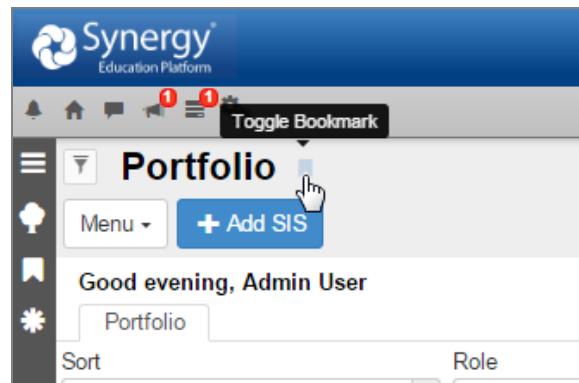 Synergy
Education Platform
1
1
Toggle Bookmark
Portfolio
Menu
+ Add SIS
Good evening, Admin User
Portfolio
Sort
Role